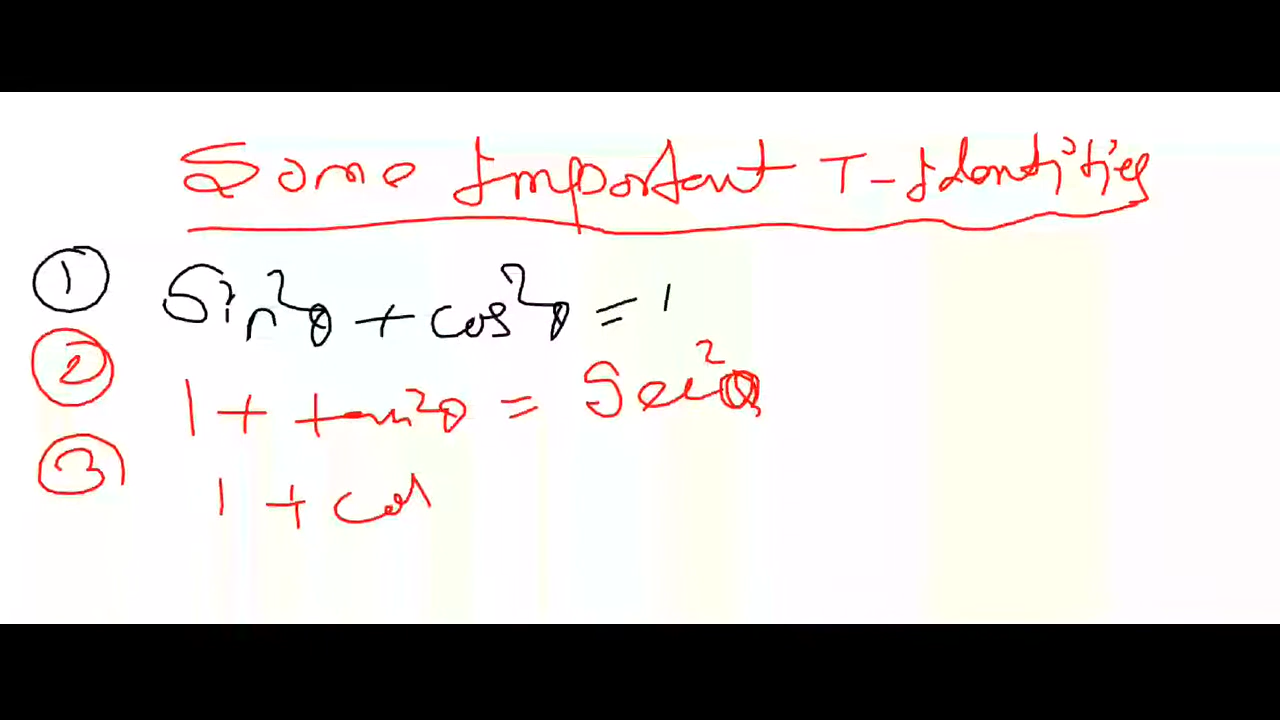 Some Important T-Identities
① Sin²θ + cos²θ = 1
② 1 + tan²θ = Sec²θ
③ 1 + cot